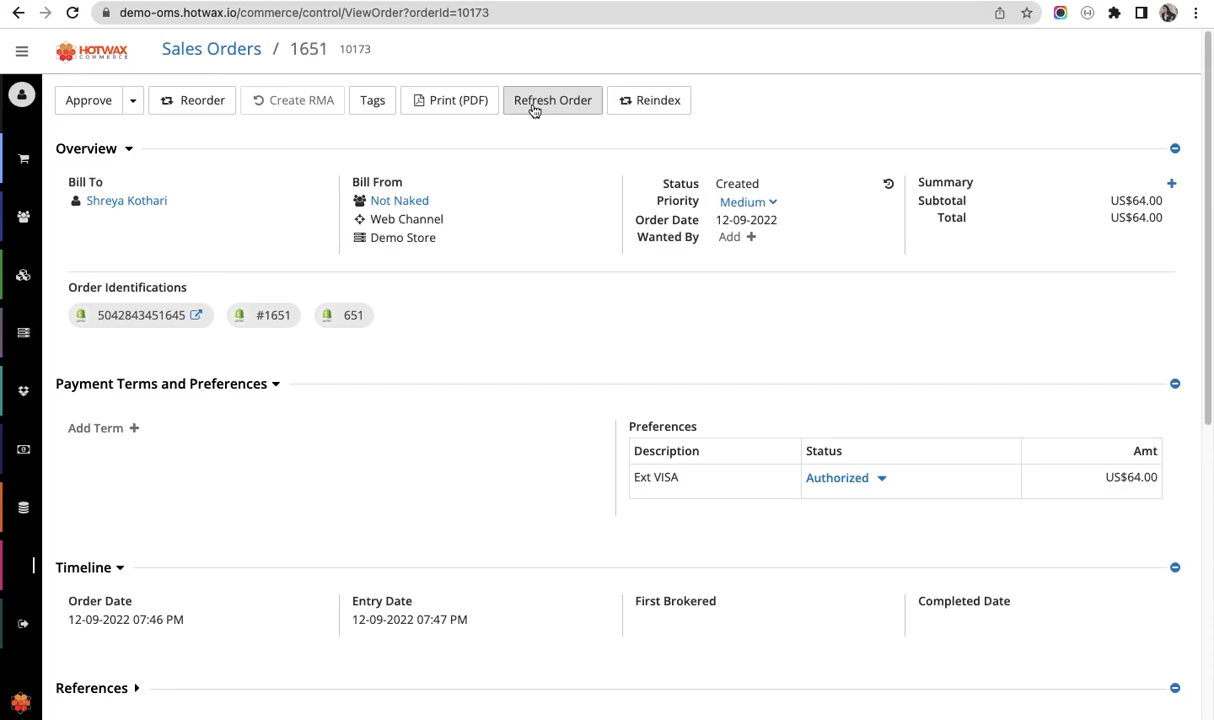 demo-oms.hotwax.io/commerce/control/ViewOrder?orderId=10173
HOTWAX
COMMERCE
Sales Orders / 1651 10173
Approve Reorder Create RMA Tags Print (PDF) Refresh Order Reindex
Overview
Bill To
Shreya Kothari
Bill From
Not Naked
Web Channel
Demo Store
Status Created
Priority Medium
Order Date 12-09-2022
Wanted By Add
Summary
Subtotal US$64.00
Total US$64.00
Order Identifications
5042843451645 #1651 651
Payment Terms and Preferences
Add Term
Preferences
Description Status Amt
Ext VISA Authorized US$64.00
Timeline
Order Date
12-09-2022 07:46 PM
Entry Date
12-09-2022 07:47 PM
First Brokered
Completed Date
References